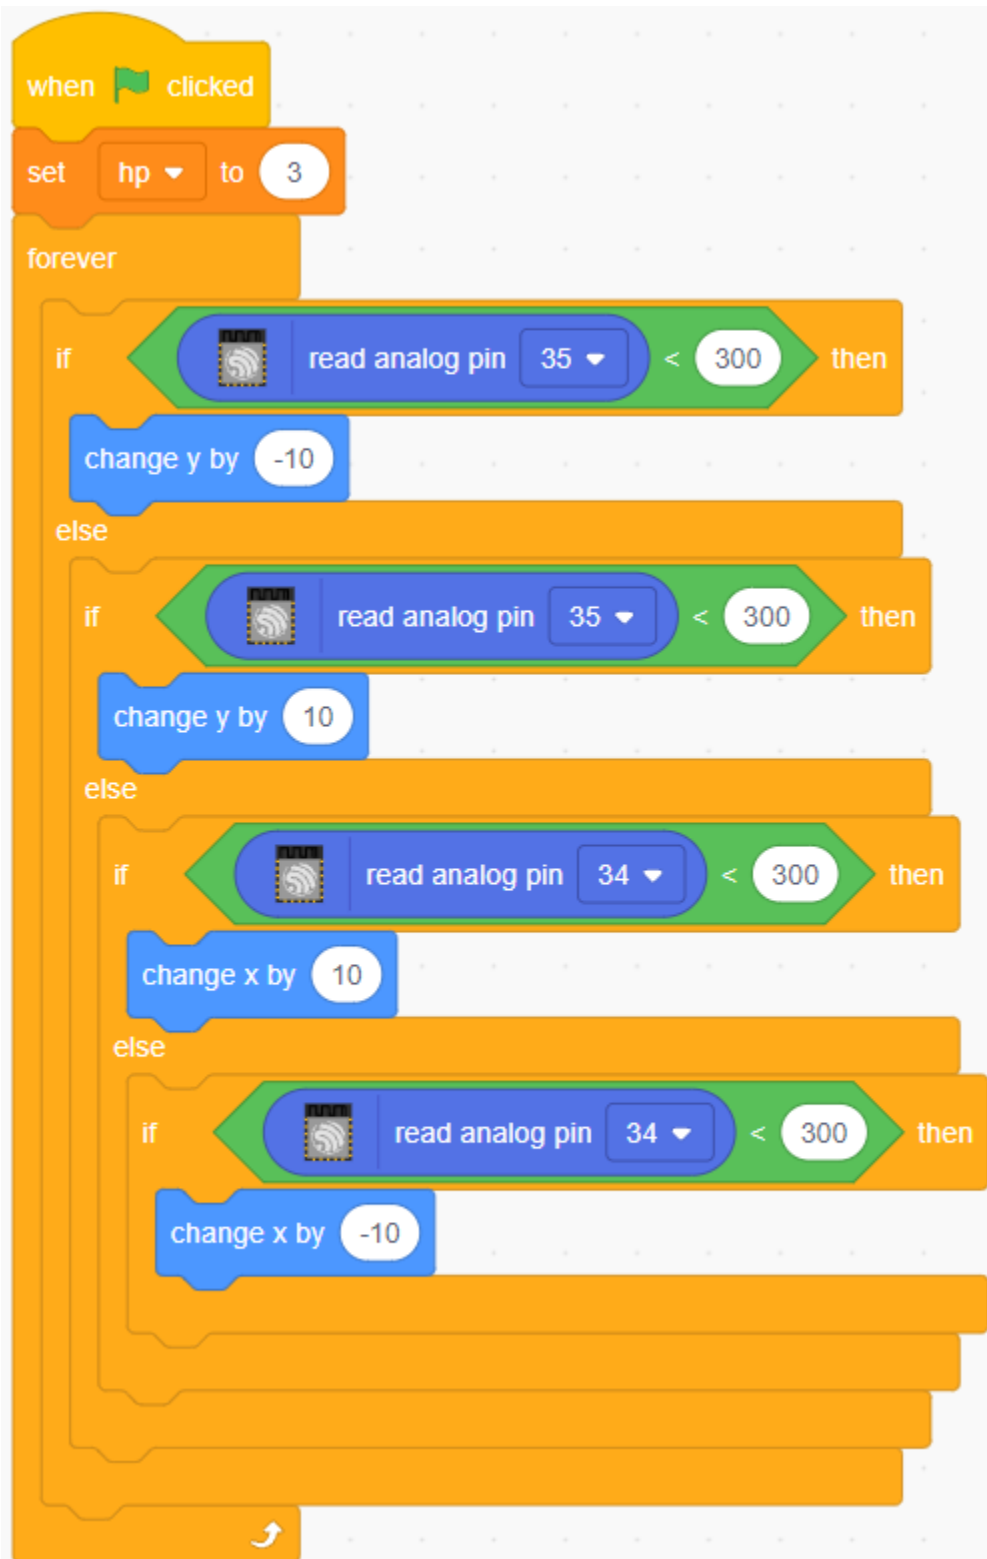 when clicked
set hp to 3
forever
if read analog pin 35 < 300 then
change y by -10
else
if read analog pin 35 < 300 then
change y by 10
else
if read analog pin 34 < 300 then
change x by 10
else
if read analog pin 34 < 300 then
change x by -10